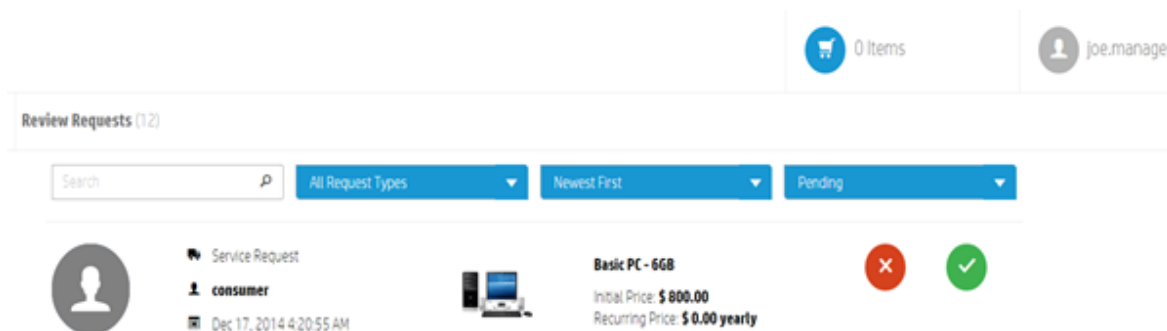 0 Items
joe.manage
Review Requests (12)
Search
All Request Types
Newest First
Pending
Service Request
consumer
Dec 17, 2014 4:20:55 AM
Basic PC - 6GB
Initial Price: $ 800.00
Recurring Price: $ 0.00 yearly